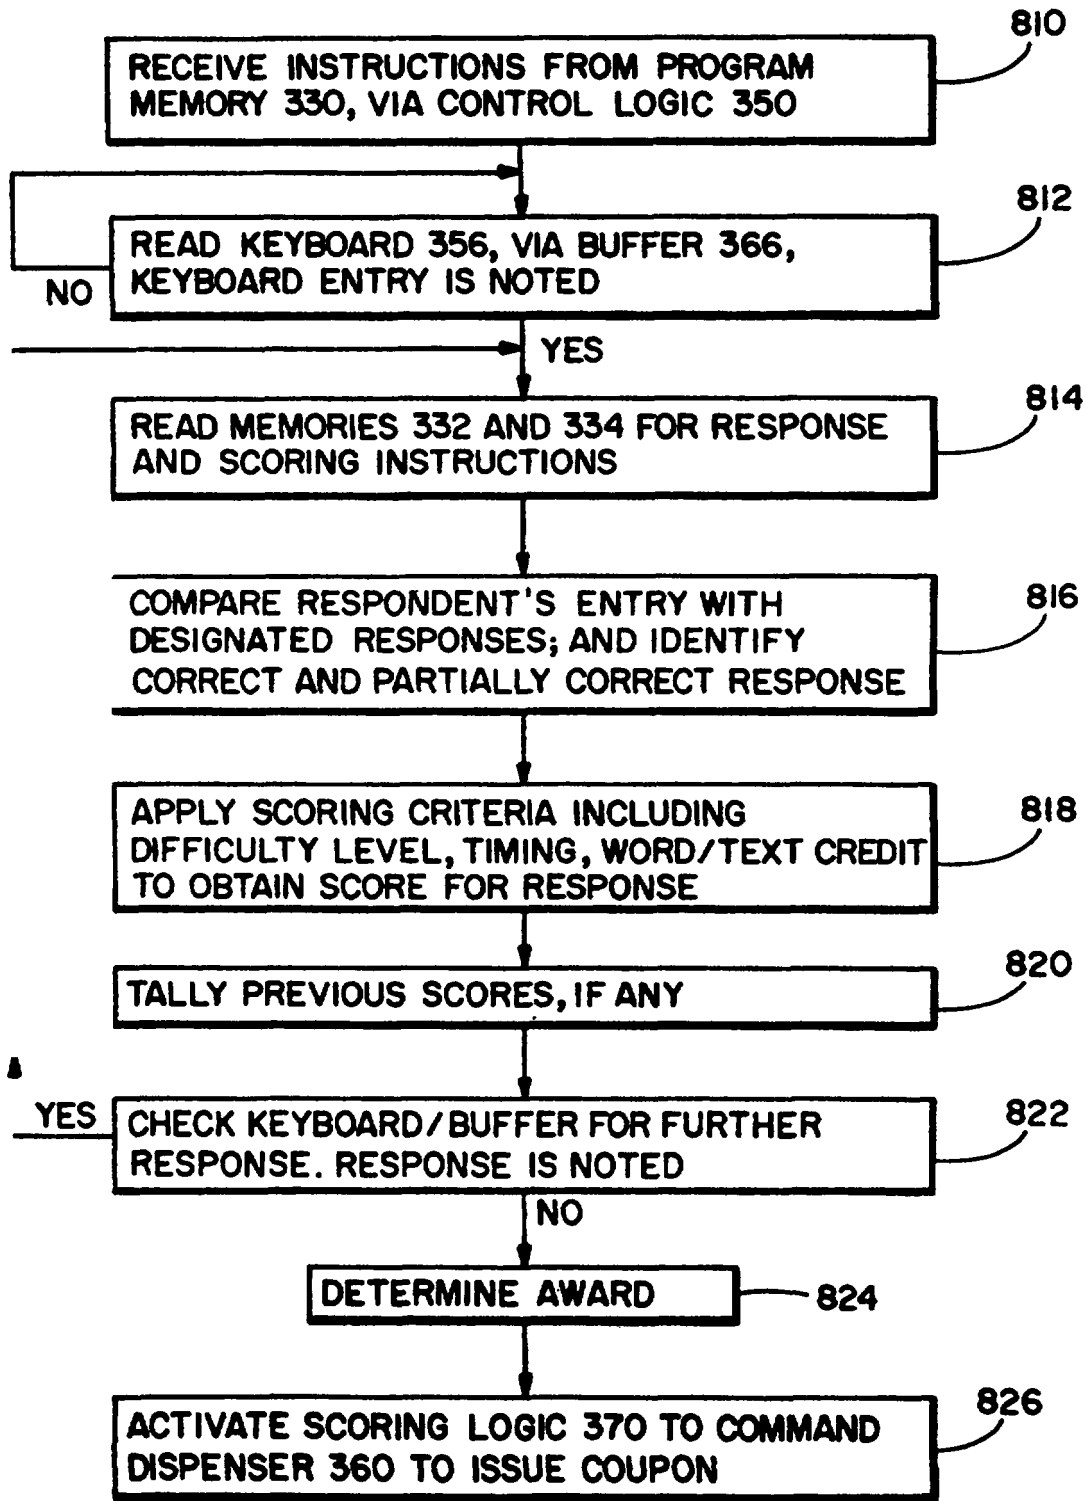 810
RECEIVE INSTRUCTIONS FROM PROGRAM
MEMORY 330, VIA CONTROL LOGIC 350
812
READ KEYBOARD 356, VIA BUFFER 366,
KEYBOARD ENTRY IS NOTED
NO
YES
814
READ MEMORIES 332 AND 334 FOR RESPONSE
AND SCORING INSTRUCTIONS
816
COMPARE RESPONDENT'S ENTRY WITH
DESIGNATED RESPONSES; AND IDENTIFY
CORRECT AND PARTIALLY CORRECT RESPONSE
818
APPLY SCORING CRITERIA INCLUDING
DIFFICULTY LEVEL, TIMING, WORD/TEXT CREDIT
TO OBTAIN SCORE FOR RESPONSE
820
TALLY PREVIOUS SCORES, IF ANY
YES
822
CHECK KEYBOARD/BUFFER FOR FURTHER
RESPONSE. RESPONSE IS NOTED
NO
DETERMINE AWARD
824
826
ACTIVATE SCORING LOGIC 370 TO COMMAND
DISPENSER 360 TO ISSUE COUPON